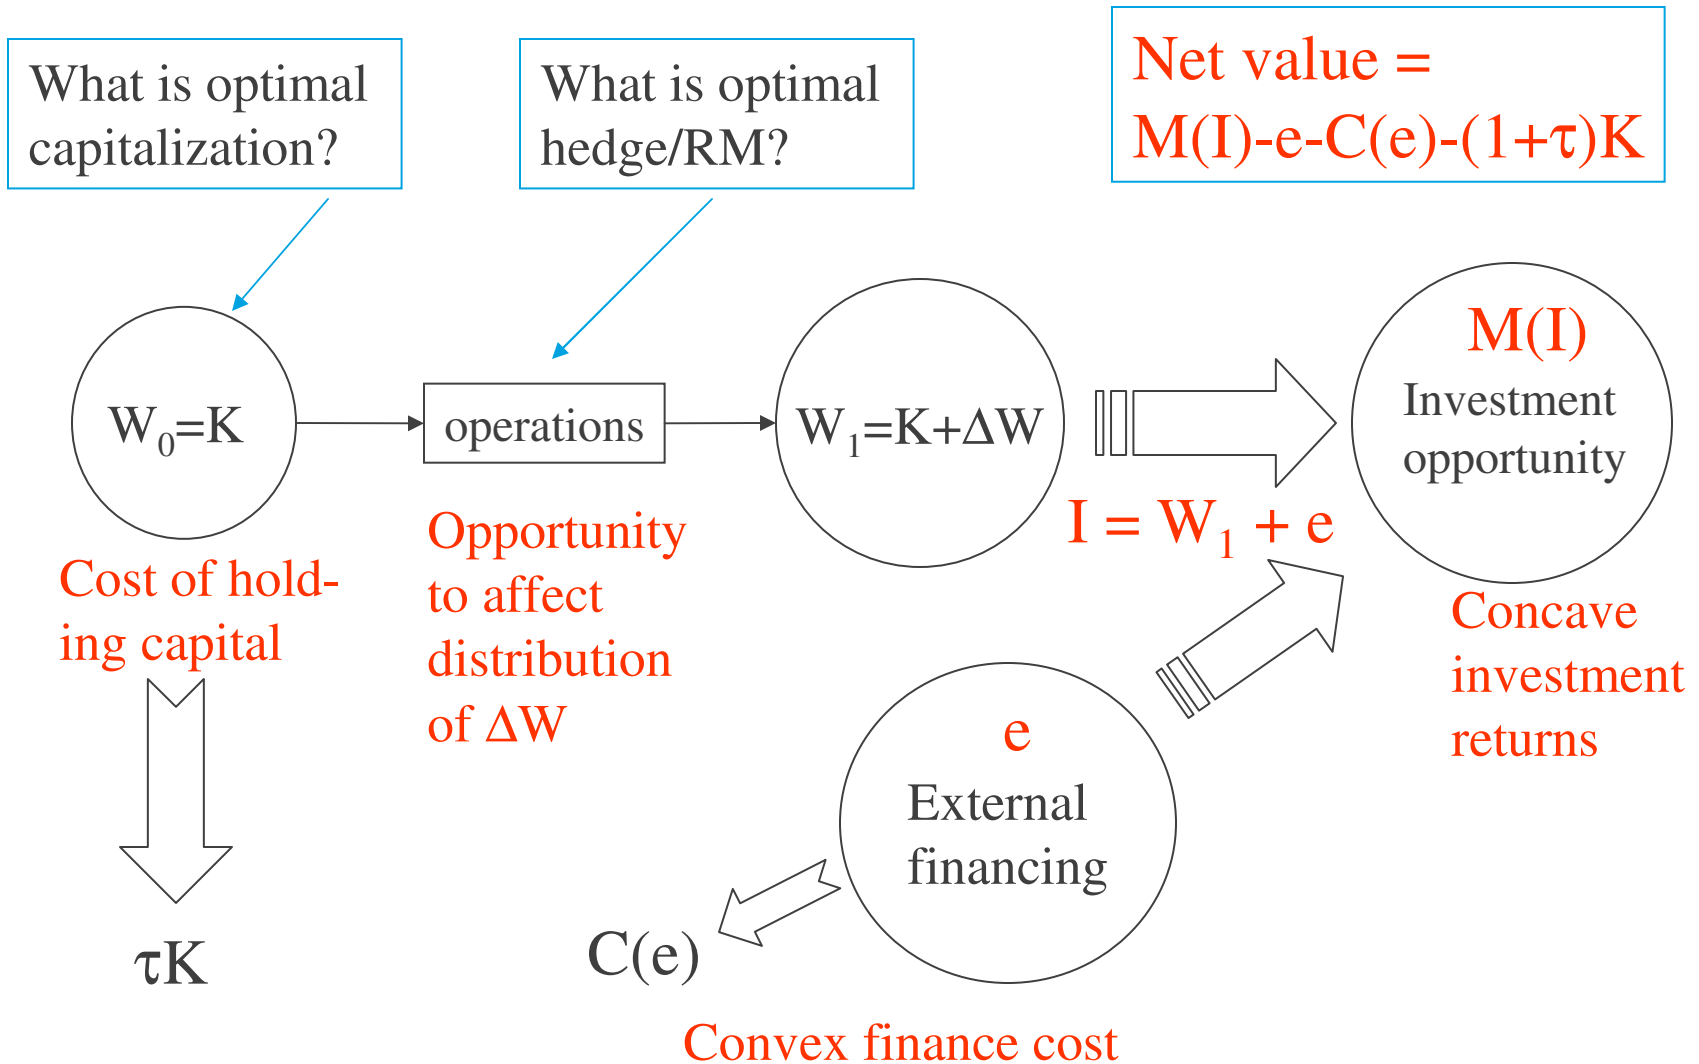 What is optimal
capitalization?
What is optimal
hedge/RM?
Net value =
M(I)-e-C(e)-(1+τ)K
W₀=K
operations
W₁=K+ΔW
M(I)
Investment
opportunity
I = W₁ + e
Cost of hold-
ing capital
Opportunity
to affect
distribution
of ΔW
Concave
investment
returns
e
External
financing
τK
C(e)
Convex finance cost